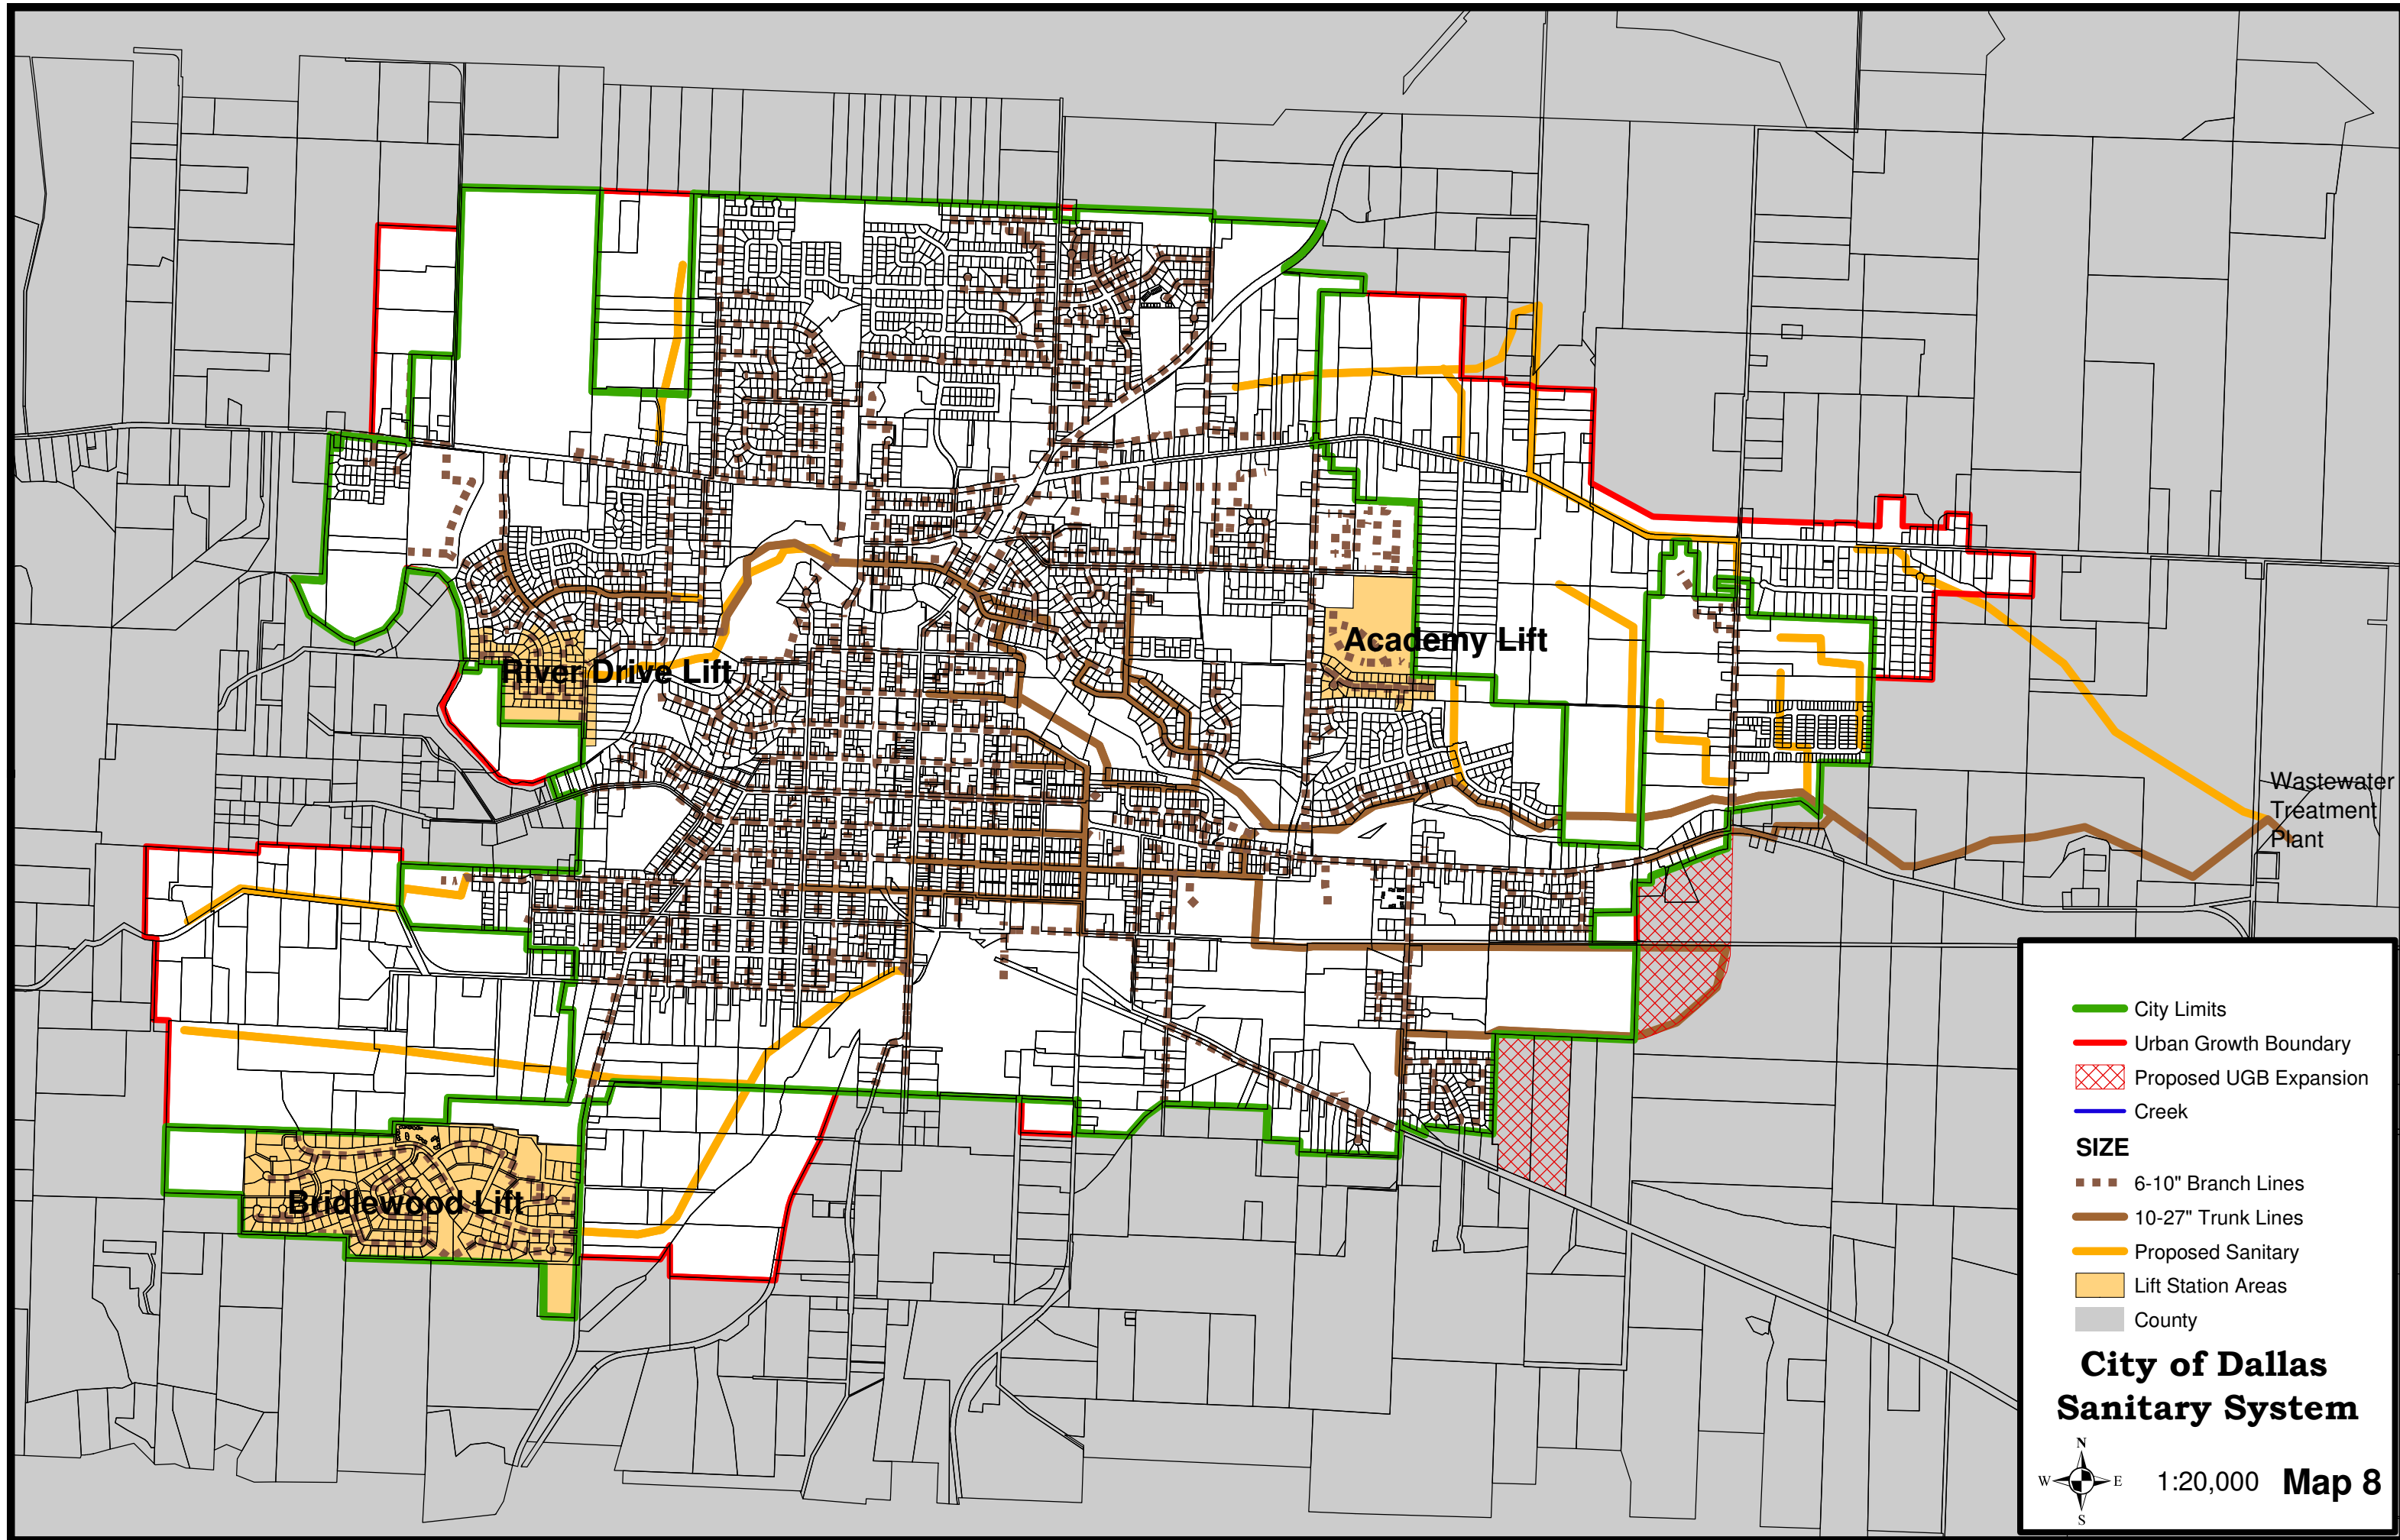 Academy Lift
River Drive Lift
Wastewater
Treatment
Plant
Bridlewood Lift
City Limits
Urban Growth Boundary
Proposed UGB Expansion
Creek
SIZE
6-10" Branch Lines
10-27" Trunk Lines
Proposed Sanitary
Lift Station Areas
County
City of Dallas
Sanitary System
N
W E
S
1:20,000 Map 8